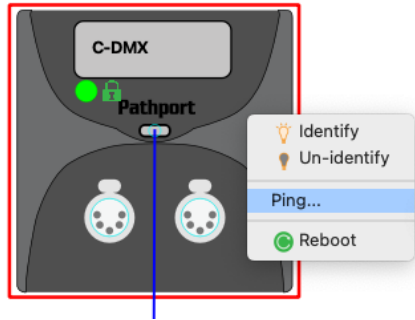 C-DMX
Pathport
Identify
Un-identify
Ping...
Reboot